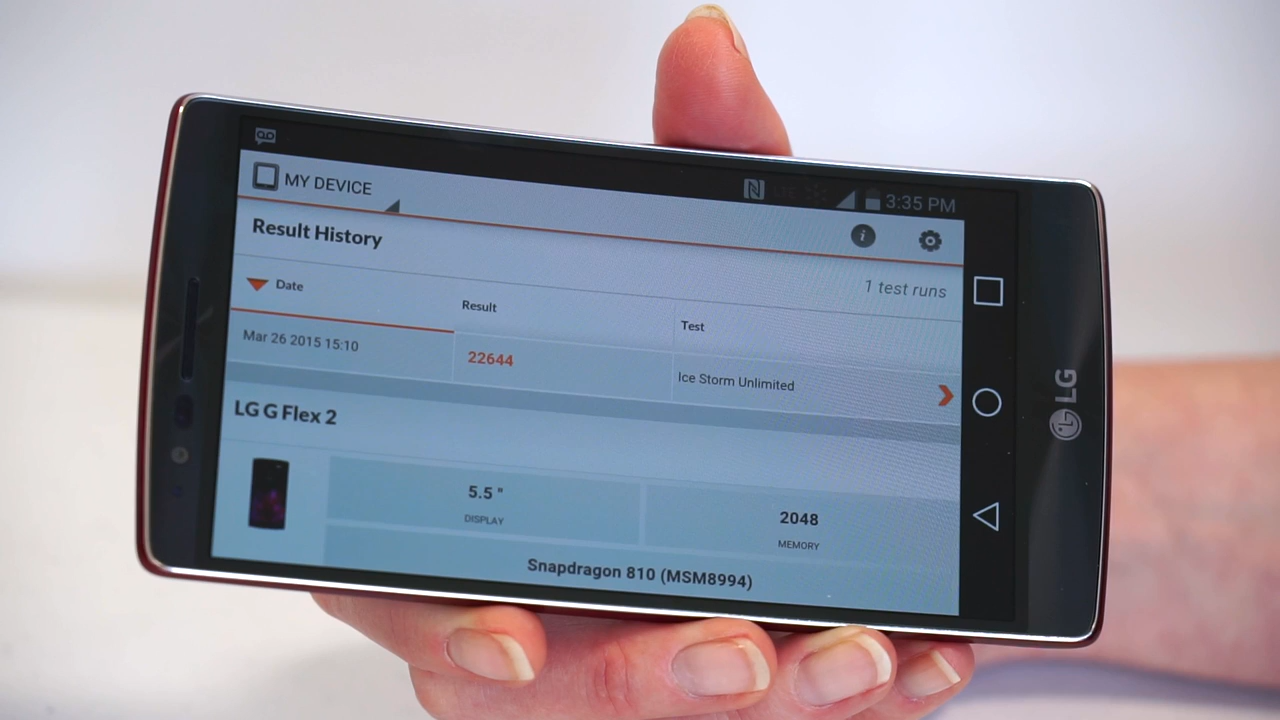 3:35 PM
MY DEVICE
Result History
1 test runs
Date
Result
Test
Mar 26 2015 15:10
22644
Ice Storm Unlimited
LG G Flex 2
5.5 "
DISPLAY
2048
MEMORY
Snapdragon 810 (MSM8994)
LG